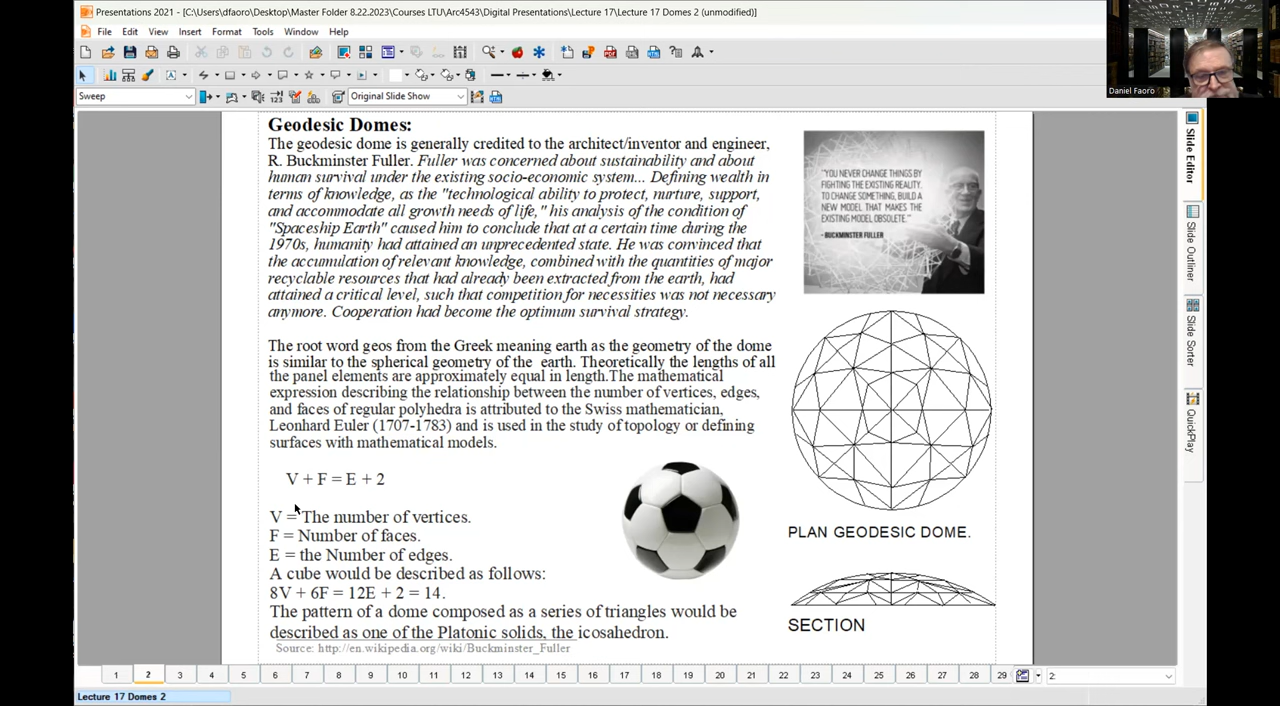 Presentations 2021 - [C:\Users\dfaoro\Desktop\Master Folder 8.22.2023\Courses LTU\Arc4543\Digital Presentations\Lecture 17\Lecture 17 Domes 2 (unmodified)]
File Edit View Insert Format Tools Window Help
Sweep
Original Slide Show
Daniel Faoro
Geodesic Domes:
The geodesic dome is generally credited to the architect/inventor and engineer,
R. Buckminster Fuller. Fuller was concerned about sustainability and about
human survival under the existing socio-economic system... Defining wealth in
terms of knowledge, as the "technological ability to protect, nurture, support,
and accommodate all growth needs of life," his analysis of the condition of
"Spaceship Earth" caused him to conclude that at a certain time during the
1970s, humanity had attained an unprecedented state. He was convinced that
the accumulation of relevant knowledge, combined with the quantities of major
recyclable resources that had already been extracted from the earth, had
attained a critical level, such that competition for necessities was not necessary
anymore. Cooperation had become the optimum survival strategy.
The root word geos from the Greek meaning earth as the geometry of the dome
is similar to the spherical geometry of the earth. Theoretically the lengths of all
the panel elements are approximately equal in length.The mathematical
expression describing the relationship between the number of vertices, edges,
and faces of regular polyhedra is attributed to the Swiss mathematician,
Leonhard Euler (1707-1783) and is used in the study of topology or defining
surfaces with mathematical models.
V + F = E + 2
V = The number of vertices.
F = Number of faces.
E = the Number of edges.
A cube would be described as follows:
8V + 6F = 12E + 2 = 14.
The pattern of a dome composed as a series of triangles would be
described as one of the Platonic solids, the icosahedron.
Source: http://en.wikipedia.org/wiki/Buckminster_Fuller
"YOU NEVER CHANGE THINGS BY
FIGHTING THE EXISTING REALITY.
TO CHANGE SOMETHING, BUILD A
NEW MODEL THAT MAKES THE
EXISTING MODEL OBSOLETE."
- BUCKMINSTER FULLER
PLAN GEODESIC DOME.
SECTION
Slide Editor
Slide Outliner
Slide Sorter
QuickPlay
1 2 3 4 5 6 7 8 9 10 11 12 13 14 15 16 17 18 19 20 21 22 23 24 25 26 27 28 29
2
Lecture 17 Domes 2